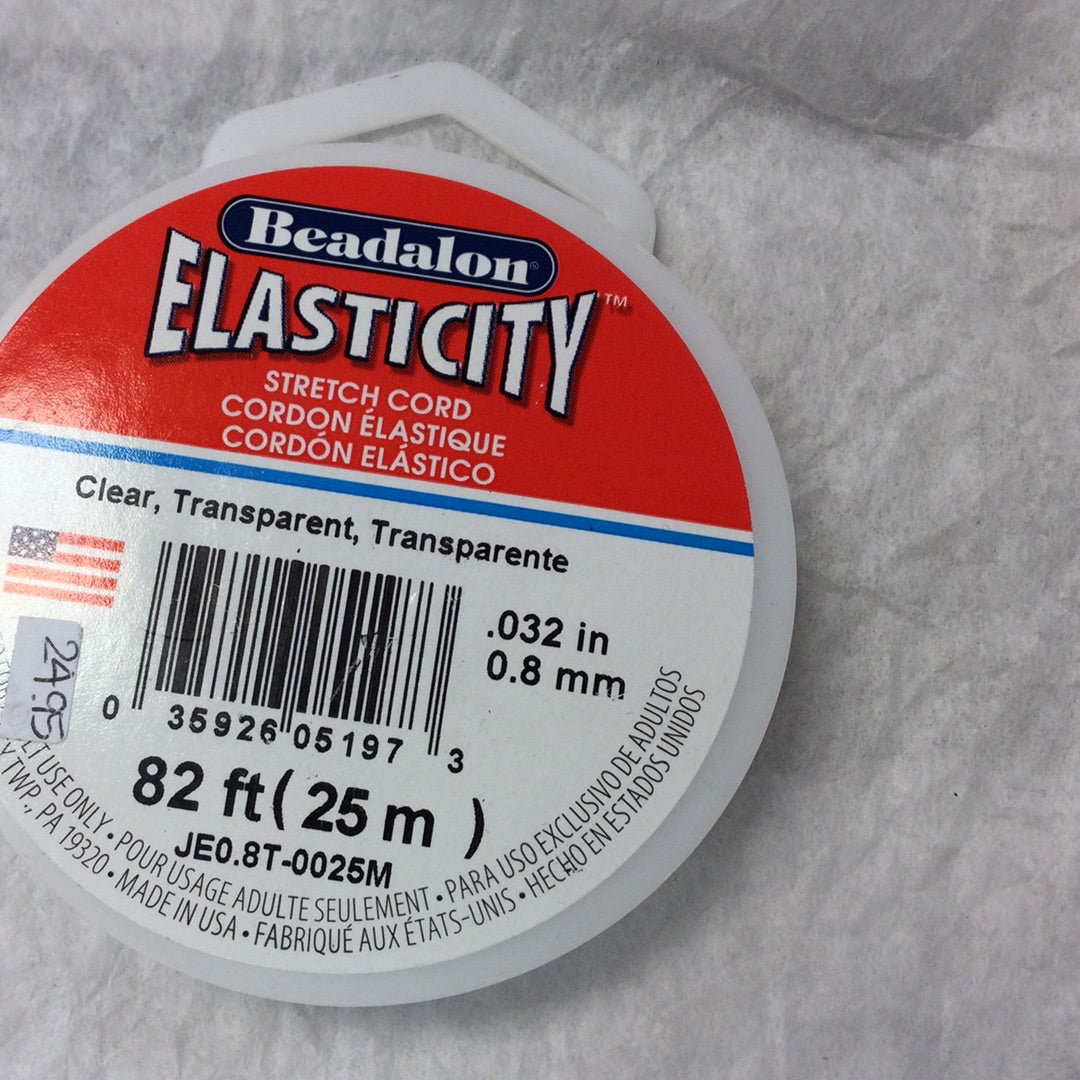 Beadalon®
ELASTICITY™
STRETCH CORD
CORDON ÉLASTIQUE
CORDÓN ELÁSTICO
Clear, Transparent, Transparente
.032 in
0.8 mm
24.95
0 35926 05197 3
82 ft ( 25 m )
JE0.8T-0025M
USE ONLY • POUR USAGE ADULTE SEULEMENT • PARA USO EXCLUSIVO DE ADULTOS
TWP., PA 19320 • MADE IN USA • FABRIQUÉ AUX ÉTATS-UNIS • HECHO EN ESTADOS UNIDOS